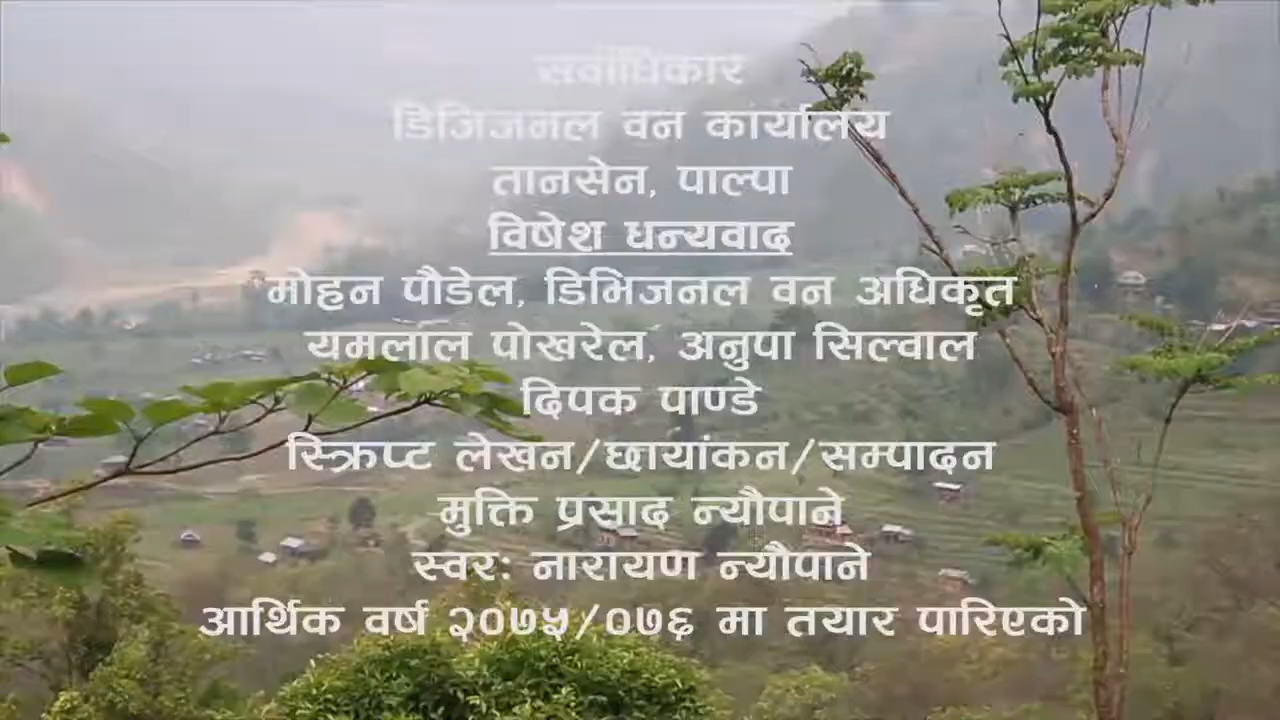 सर्वाधिकार
डिजिजनल वन कार्यालय
तानसेन, पाल्पा
विषेश धन्यवाद
मोहन पौडेल, डिभिजनल वन अधिकृत
यमलाल पोखरेल, अनुपा सिल्वाल
दिपक पाण्डे
स्क्रिप्ट लेखन/छायांकन/सम्पादन
मुक्ति प्रसाद न्यौपाने
स्वर: नारायण न्यौपाने
आर्थिक वर्ष २०७५/०७६ मा तयार पारिएको